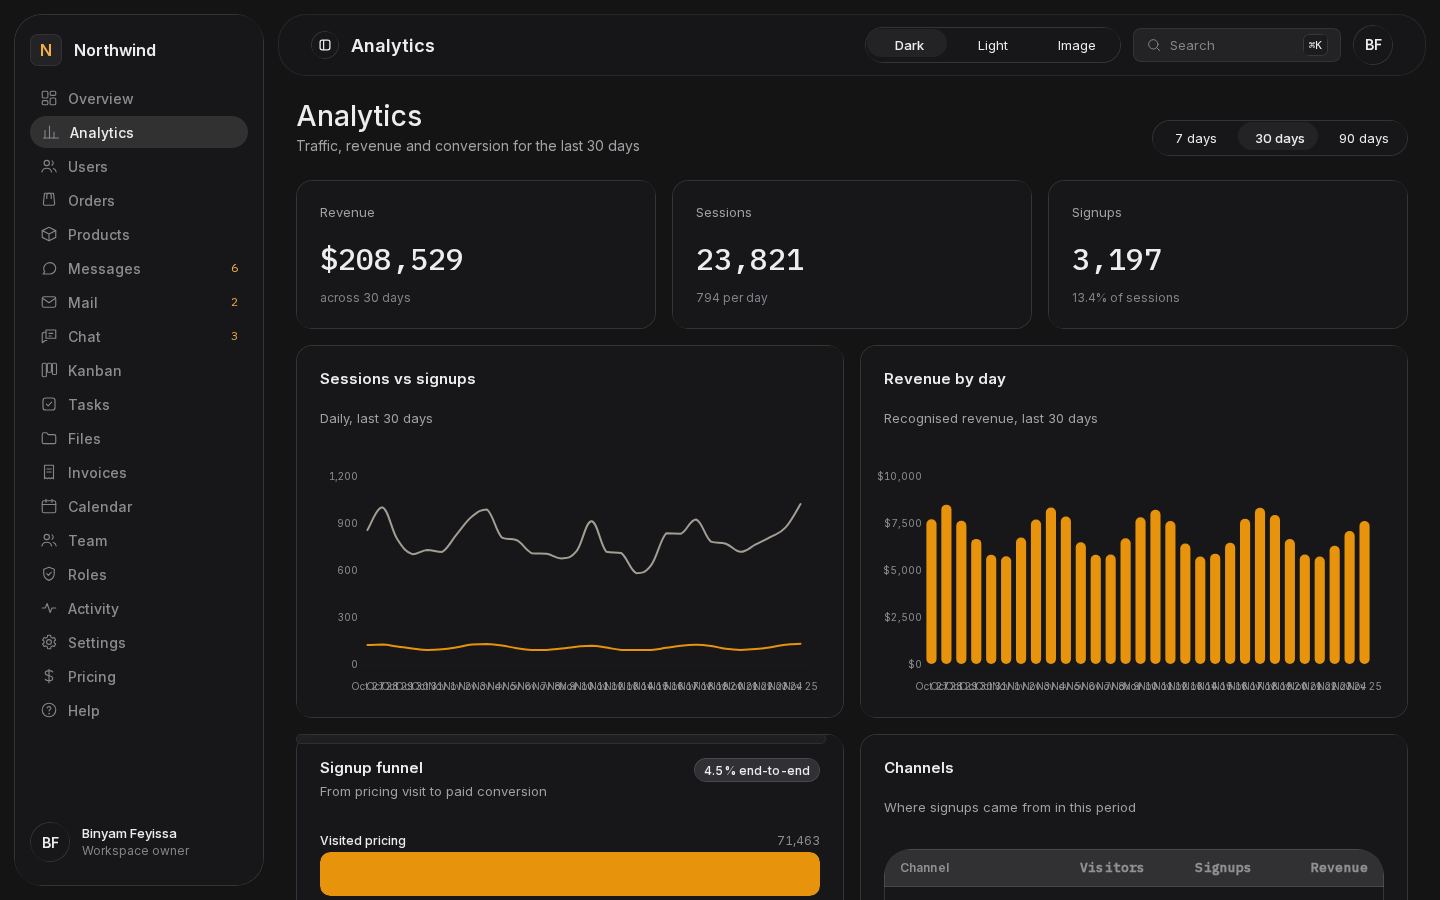 N Northwind
Overview
Analytics
Users
Orders
Products
Messages 6
Mail 2
Chat 3
Kanban
Tasks
Files
Invoices
Calendar
Team
Roles
Activity
Settings
Pricing
Help
BF Binyam Feyissa
Workspace owner
Analytics
Dark Light Image
Search ⌘K
BF
Analytics
Traffic, revenue and conversion for the last 30 days
7 days 30 days 90 days
Revenue
$208,529
across 30 days
Sessions
23,821
794 per day
Signups
3,197
13.4% of sessions
Sessions vs signups
Daily, last 30 days
1,200
900
600
300
0
Revenue by day
Recognised revenue, last 30 days
$10,000
$7,500
$5,000
$2,500
$0
Signup funnel
From pricing visit to paid conversion
4.5% end-to-end
Visited pricing 71,463
Channels
Where signups came from in this period
Channel Visitors Signups Revenue